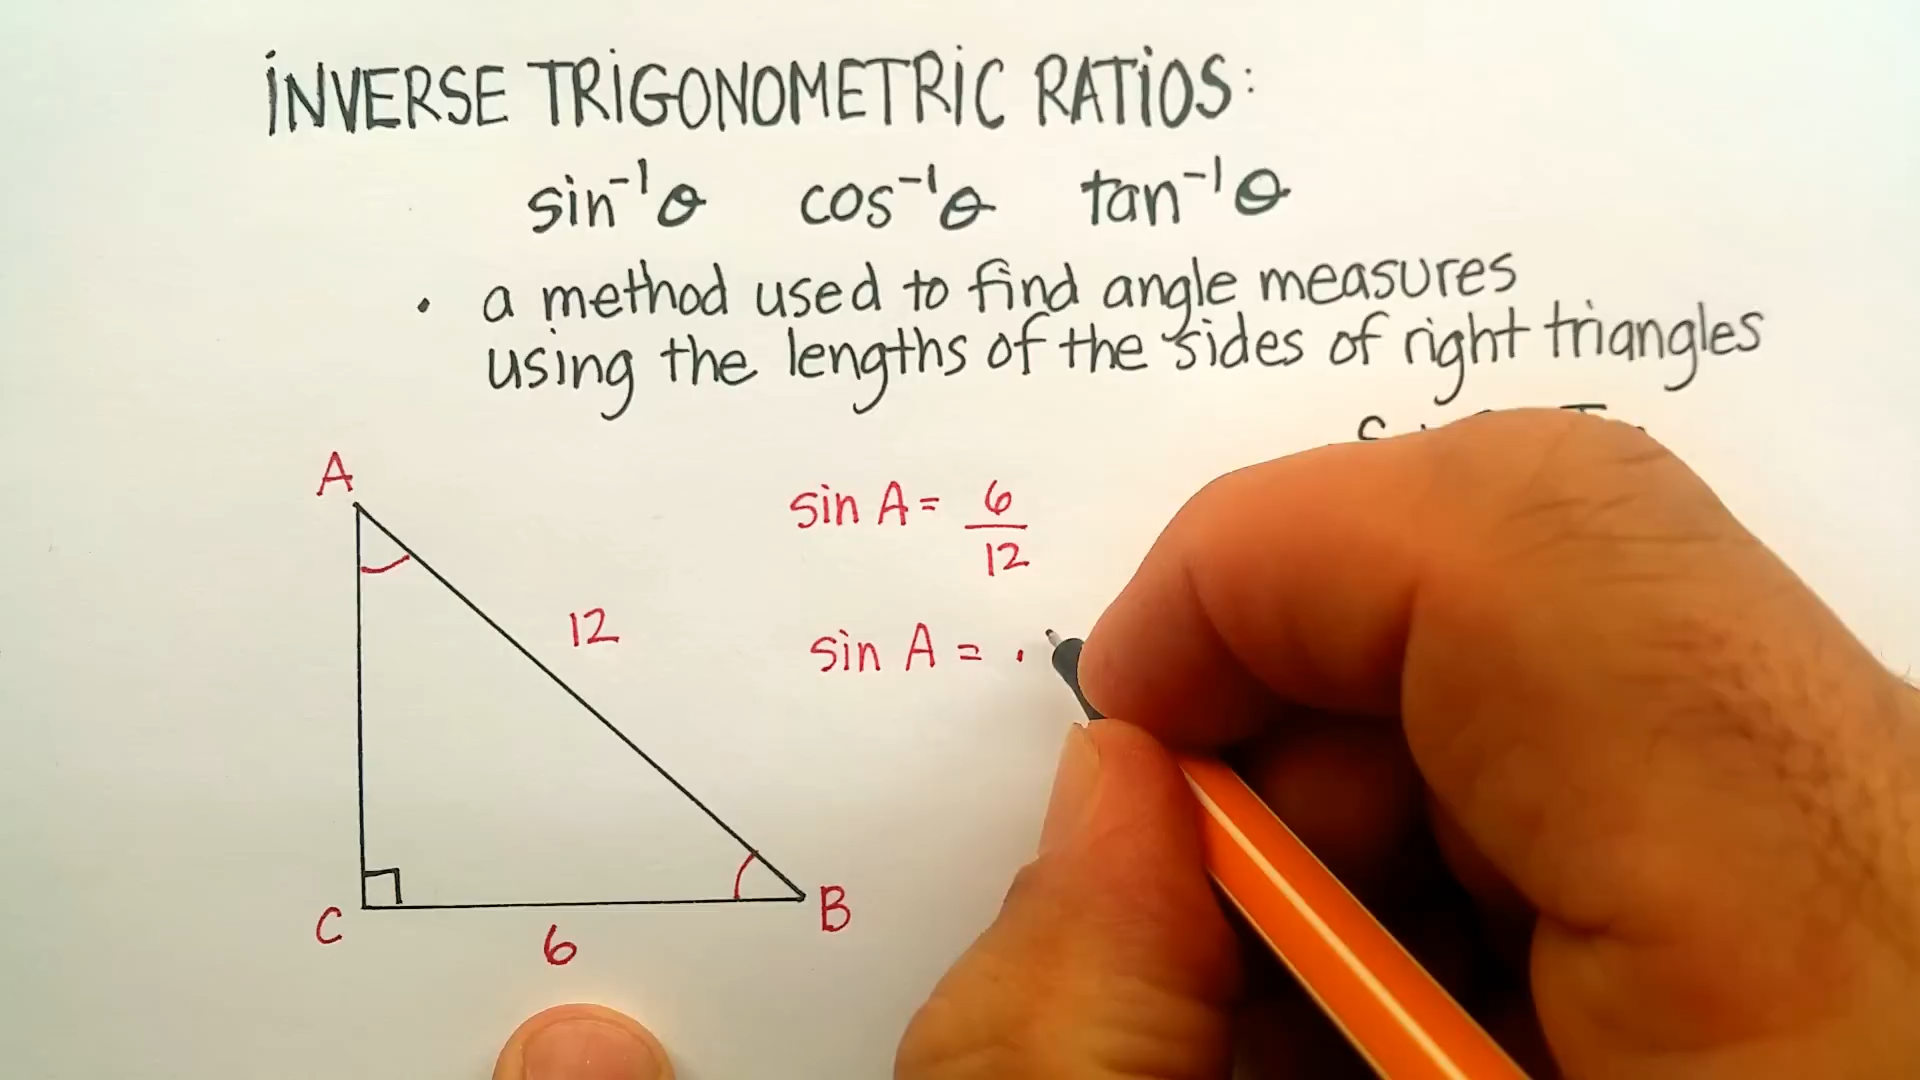 INVERSE TRIGONOMETRIC RATIOS:
sin⁻¹θ cos⁻¹θ tan⁻¹θ
• a method used to find angle measures
using the lengths of the sides of right triangles
A
sin A = 6/12
12
sin A = .
C
B
6